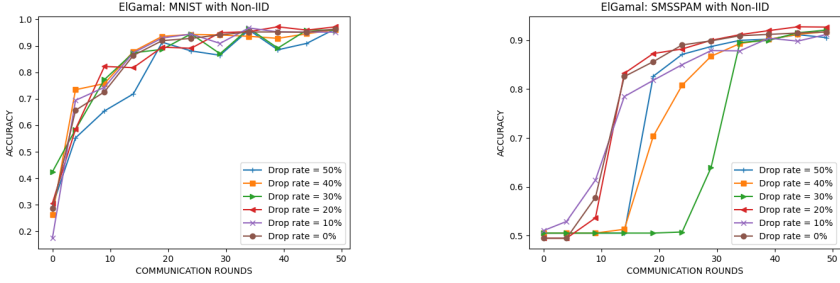 ElGamal: MNIST with Non-IID
ACCURACY
1.0
0.9
0.8
0.7
0.6
0.5
0.4
0.3
0.2
Drop rate = 50%
Drop rate = 40%
Drop rate = 30%
Drop rate = 20%
Drop rate = 10%
Drop rate = 0%
0 10 20 30 40 50
COMMUNICATION ROUNDS
ElGamal: SMSSPAM with Non-IID
ACCURACY
0.9
0.8
0.7
0.6
0.5
Drop rate = 50%
Drop rate = 40%
Drop rate = 30%
Drop rate = 20%
Drop rate = 10%
Drop rate = 0%
0 10 20 30 40 50
COMMUNICATION ROUNDS